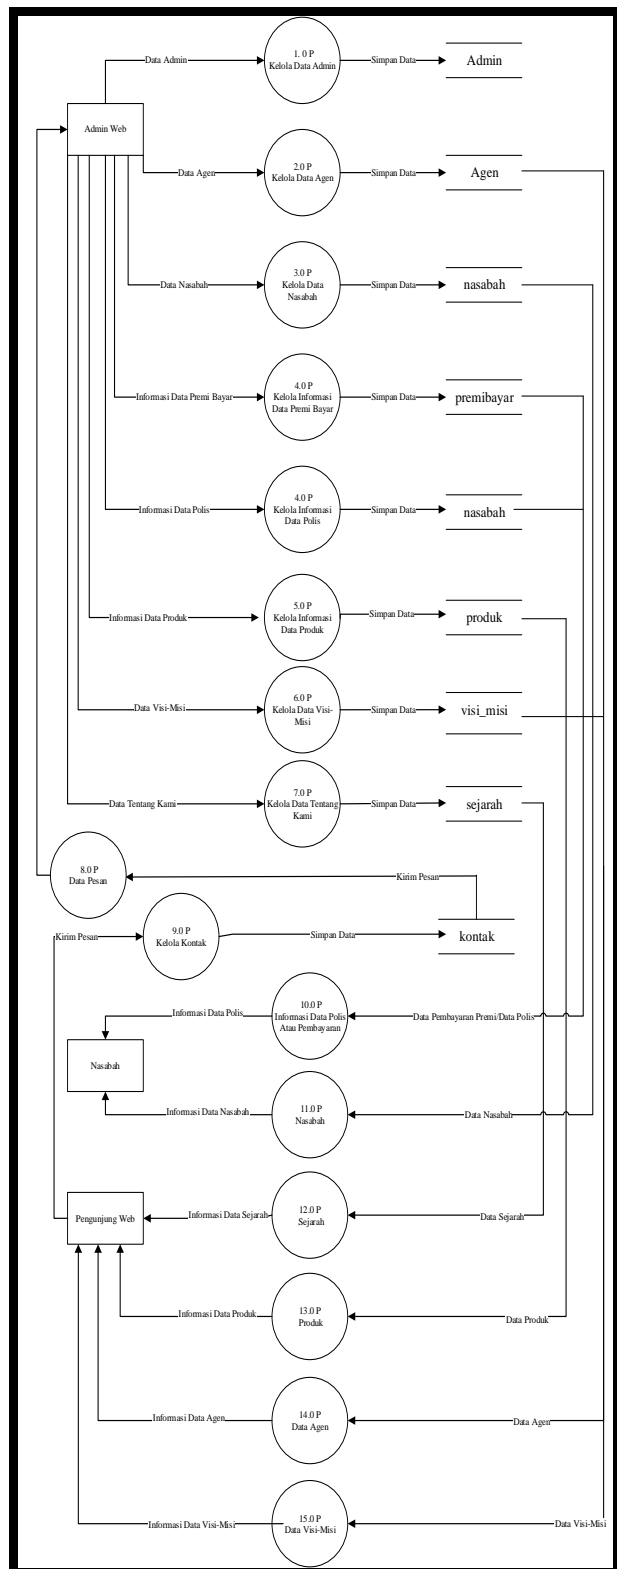 Data Admin
1. 0 P
Kelola Data Admin
Simpan Data
Admin
Admin Web
Data Agen
2.0 P
Kelola Data Agen
Simpan Data
Agen
Data Nasabah
3.0 P
Kelola Data
Nasabah
Simpan Data
nasabah
Informasi Data Premi Bayar
4.0 P
Kelola Informasi
Data Premi Bayar
Simpan Data
premibayar
Informasi Data Polis
4.0 P
Kelola Informasi
Data Polis
Simpan Data
nasabah
Informasi Data Produk
5.0 P
Kelola Informasi
Data Produk
Simpan Data
produk
Data Visi-Misi
6.0 P
Kelola Data Visi-
Misi
Simpan Data
visi_misi
Data Tentang Kami
7.0 P
Kelola Data Tentang
Kami
Simpan Data
sejarah
8.0 P
Data Pesan
Kirim Pesan
Kirim Pesan
9.0 P
Kelola Kontak
Simpan Data
kontak
Informasi Data Polis
10.0 P
Informasi Data Polis
Atau Pembayaran
Data Pembayaran Premi/Data Polis
Nasabah
Informasi Data Nasabah
11.0 P
Nasabah
Data Nasabah
Pengunjung Web
Informasi Data Sejarah
12.0 P
Sejarah
Data Sejarah
Informasi Data Produk
13.0 P
Produk
Data Produk
Informasi Data Agen
14.0 P
Data Agen
Data Agen
Informasi Data Visi-Misi
15.0 P
Data Visi-Misi
Data Visi-Misi